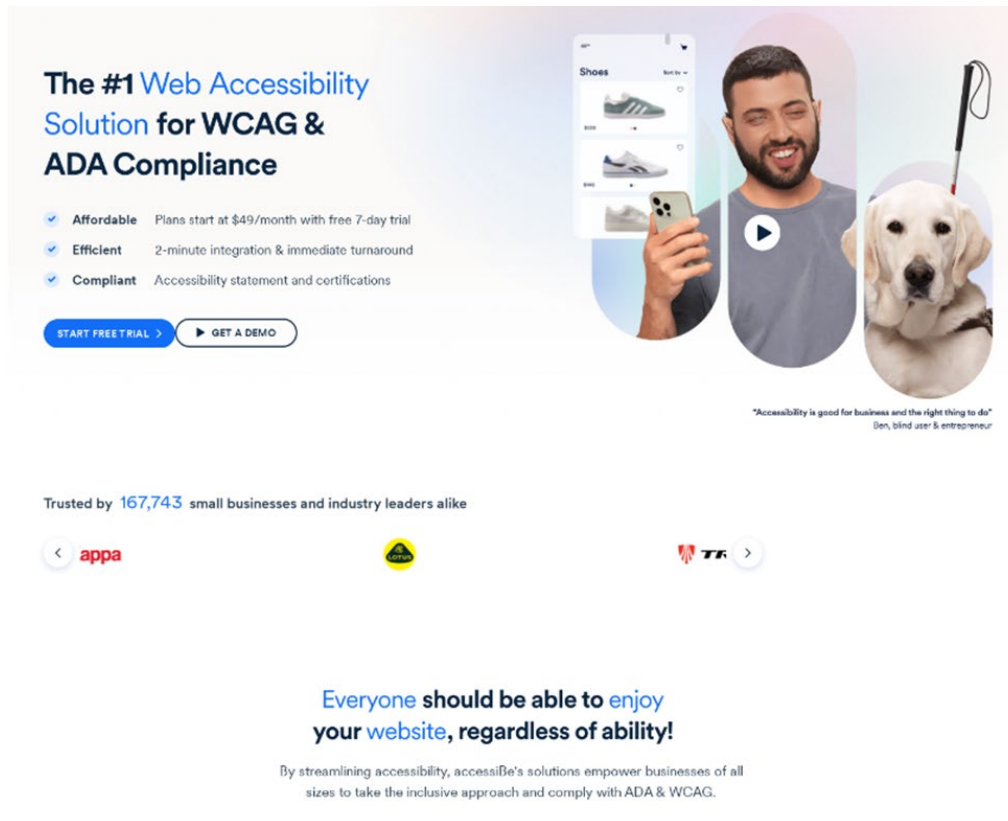 The #1 Web Accessibility
Solution for WCAG &
ADA Compliance
Affordable Plans start at $49/month with free 7-day trial
Efficient 2-minute integration & immediate turnaround
Compliant Accessibility statement and certifications
START FREE TRIAL
GET A DEMO
Shoes
Sort by
"Accessibility is good for business and the right thing to do"
Ben, blind user & entrepreneur
Trusted by 167,743 small businesses and industry leaders alike
appa
LOTUS
TR
Everyone should be able to enjoy
your website, regardless of ability!
By streamlining accessibility, accessiBe's solutions empower businesses of all
sizes to take the inclusive approach and comply with ADA & WCAG.